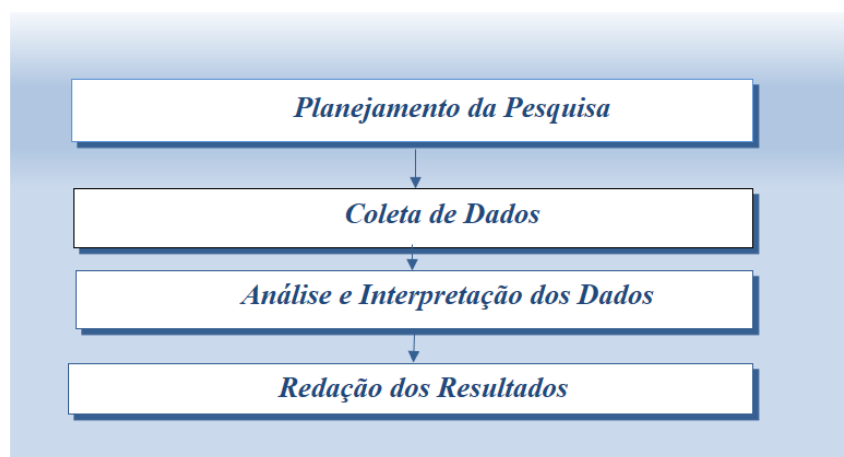 Planejamento da Pesquisa
Coleta de Dados
Análise e Interpretação dos Dados
Redação dos Resultados